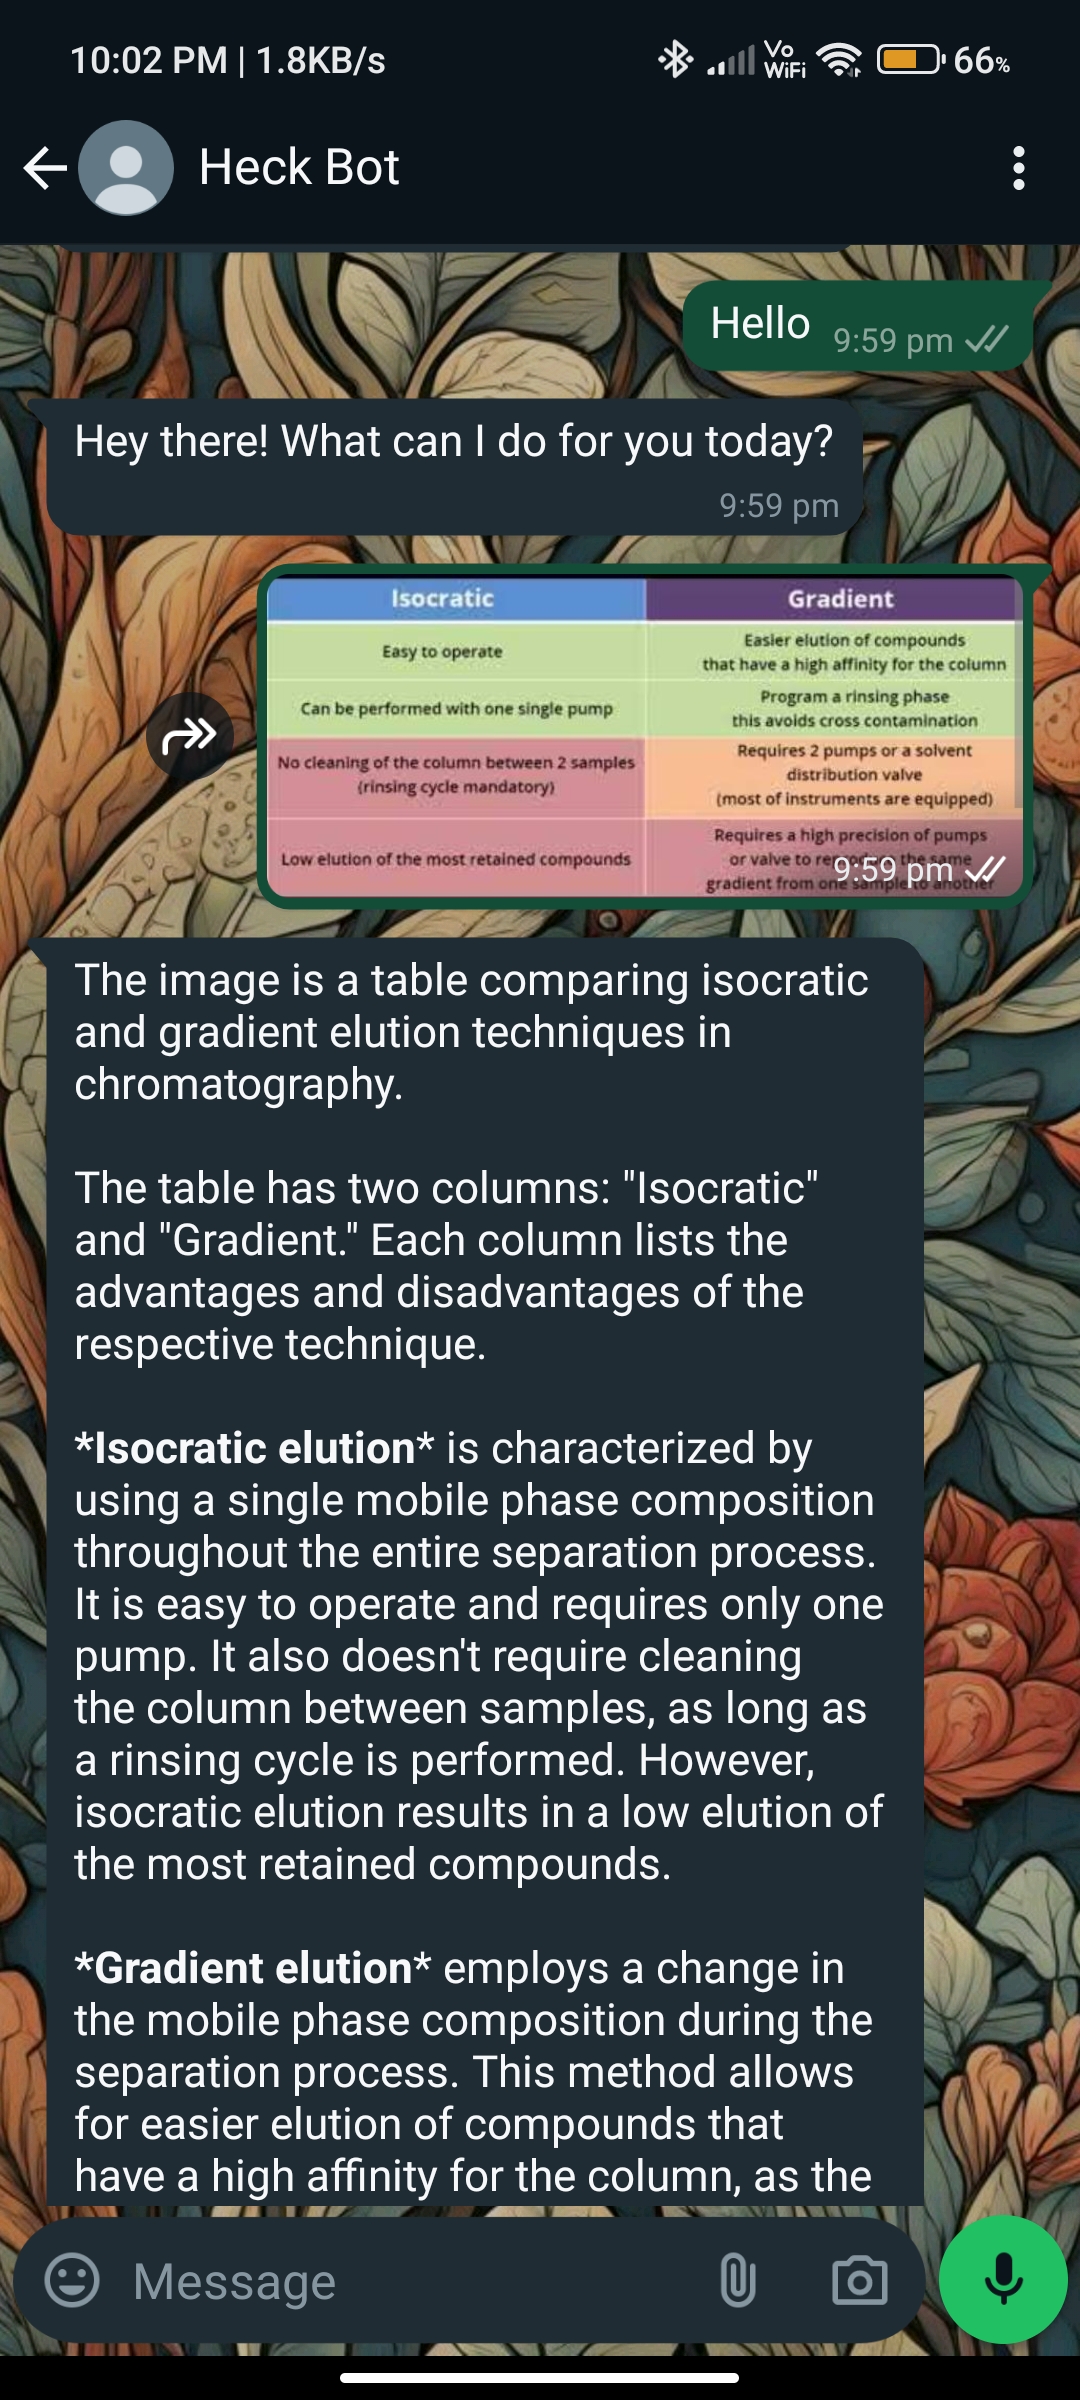 10:02 PM | 1.8KB/s
Vo
WiFi
66%
Heck Bot
Hello
9:59 pm
Hey there! What can I do for you today?
9:59 pm
Isocratic
Gradient
Easy to operate
Easier elution of compounds
that have a high affinity for the column
Can be performed with one single pump
Program a rinsing phase
this avoids cross contamination
No cleaning of the column between 2 samples
(rinsing cycle mandatory)
Requires 2 pumps or a solvent
distribution valve
(most of instruments are equipped)
Low elution of the most retained compounds
Requires a high precision of pumps
or valve to reproduce the same
gradient from one sample to another
9:59 pm
The image is a table comparing isocratic
and gradient elution techniques in
chromatography.
The table has two columns: "Isocratic"
and "Gradient." Each column lists the
advantages and disadvantages of the
respective technique.
*Isocratic elution* is characterized by
using a single mobile phase composition
throughout the entire separation process.
It is easy to operate and requires only one
pump. It also doesn't require cleaning
the column between samples, as long as
a rinsing cycle is performed. However,
isocratic elution results in a low elution of
the most retained compounds.
*Gradient elution* employs a change in
the mobile phase composition during the
separation process. This method allows
for easier elution of compounds that
have a high affinity for the column, as the
Message